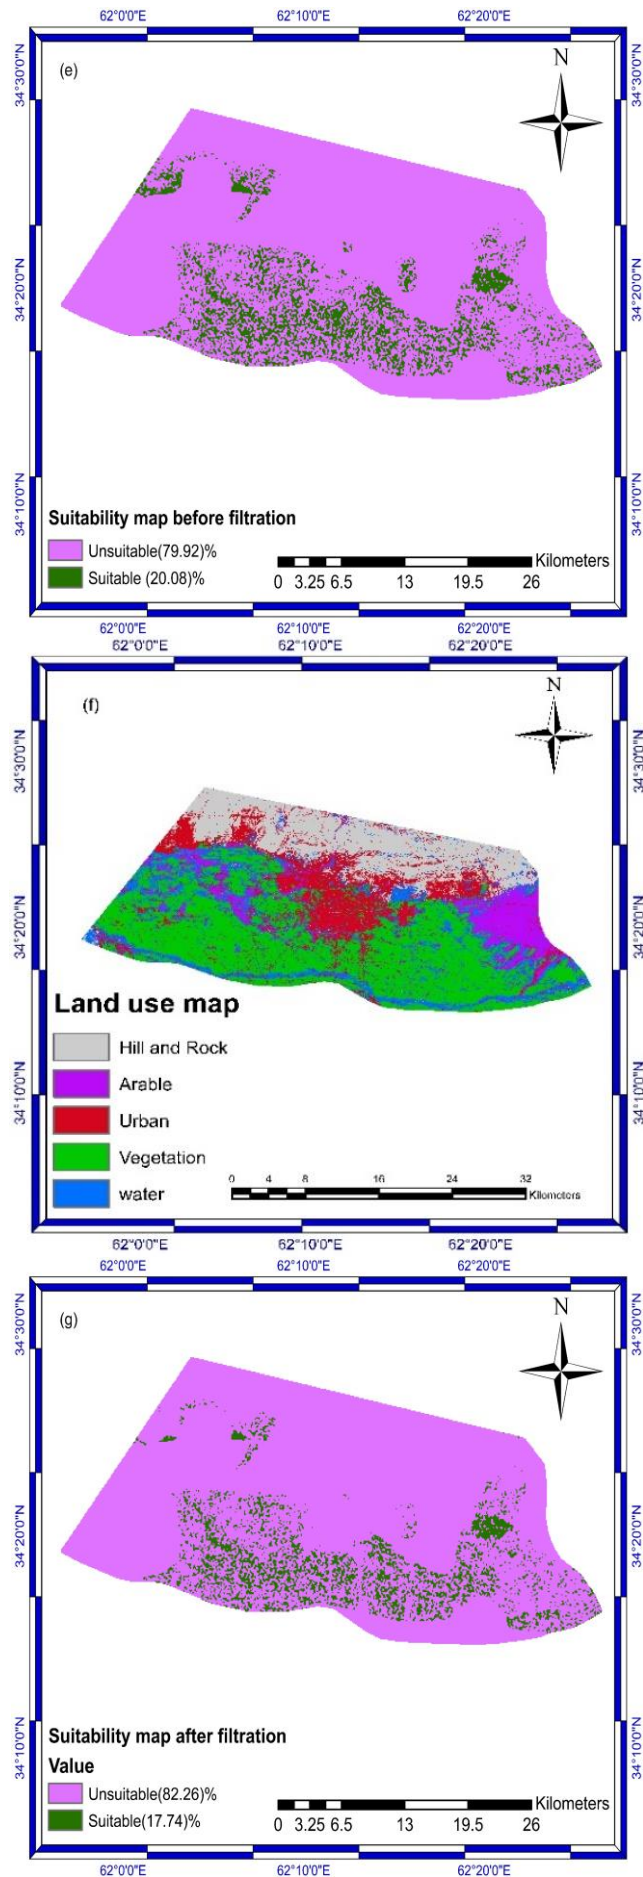 62°0'0"E 62°10'0"E 62°20'0"E
(e)
N
34°30'0"N 34°30'0"N
34°20'0"N 34°20'0"N
34°10'0"N 34°10'0"N
Suitability map before filtration
Unsuitable(79.92)%
Suitable (20.08)%
Kilometers
0 3.25 6.5 13 19.5 26
62°0'0"E 62°10'0"E 62°20'0"E
62°0'0"E 62°10'0"E 62°20'0"E
(f)
N
34°30'0"N 34°30'0"N
34°20'0"N 34°20'0"N
34°10'0"N 34°10'0"N
Land use map
Hill and Rock
Arable
Urban
Vegetation
water
0 4 8 16 24 32
Kilometers
62°0'0"E 62°10'0"E 62°20'0"E
62°0'0"E 62°10'0"E 62°20'0"E
(g)
N
34°30'0"N 34°30'0"N
34°20'0"N 34°20'0"N
34°10'0"N 34°10'0"N
Suitability map after filtration
Value
Unsuitable(82.26)%
Suitable(17.74)%
Kilometers
0 3.25 6.5 13 19.5 26
62°0'0"E 62°10'0"E 62°20'0"E